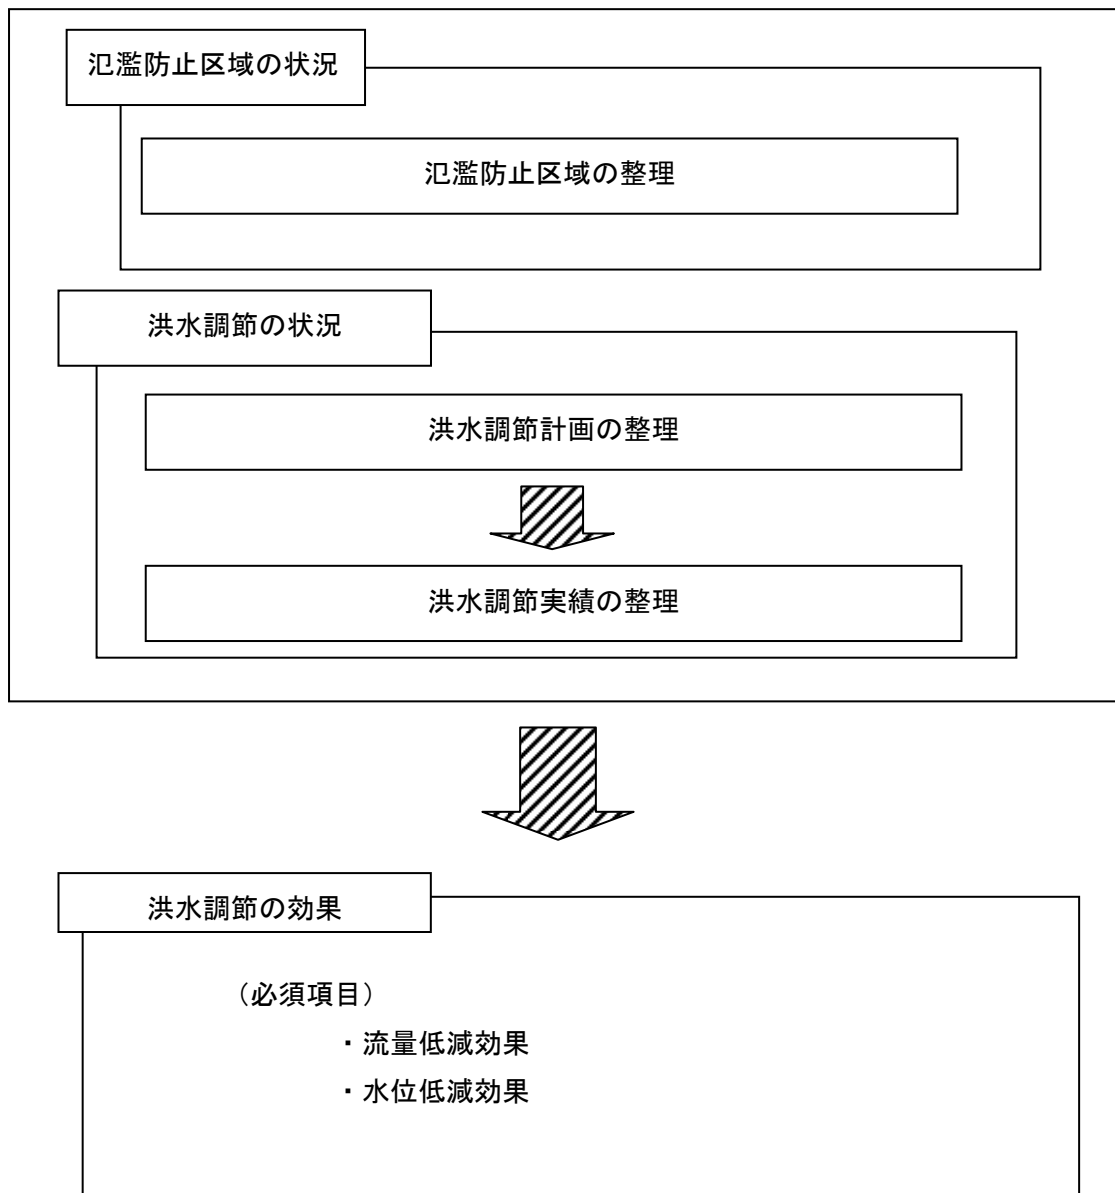 氾濫防止区域の状況
氾濫防止区域の整理
洪水調節の状況
洪水調節計画の整理
洪水調節実績の整理
洪水調節の効果
（必須項目）
・流量低減効果
・水位低減効果